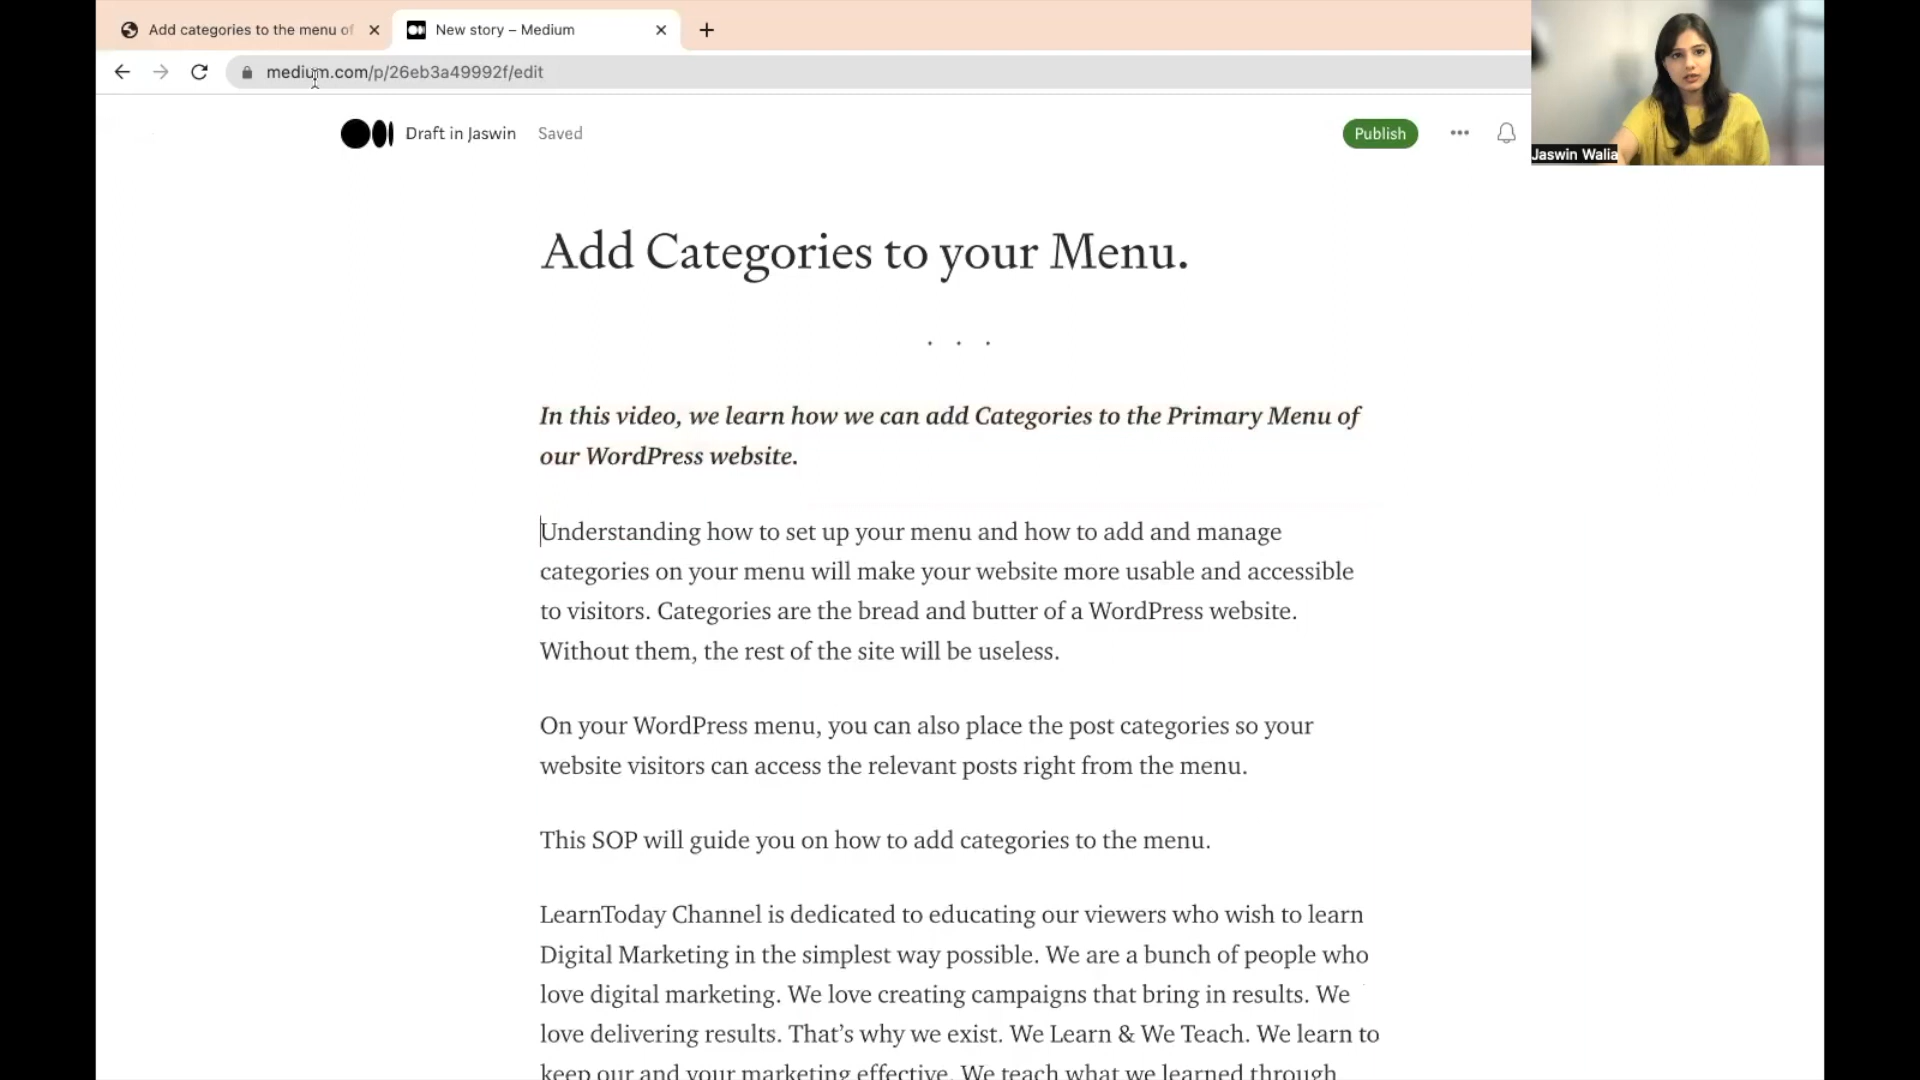 Add categories to the menu of
New story – Medium
medium.com/p/26eb3a49992f/edit
Draft in Jaswin
Saved
Publish
Jaswin Walia
Add Categories to your Menu.
In this video, we learn how we can add Categories to the Primary Menu of
our WordPress website.
Understanding how to set up your menu and how to add and manage
categories on your menu will make your website more usable and accessible
to visitors. Categories are the bread and butter of a WordPress website.
Without them, the rest of the site will be useless.
On your WordPress menu, you can also place the post categories so your
website visitors can access the relevant posts right from the menu.
This SOP will guide you on how to add categories to the menu.
LearnToday Channel is dedicated to educating our viewers who wish to learn
Digital Marketing in the simplest way possible. We are a bunch of people who
love digital marketing. We love creating campaigns that bring in results. We
love delivering results. That's why we exist. We Learn & We Teach. We learn to
keep our and your marketing effective. We teach what we learned through